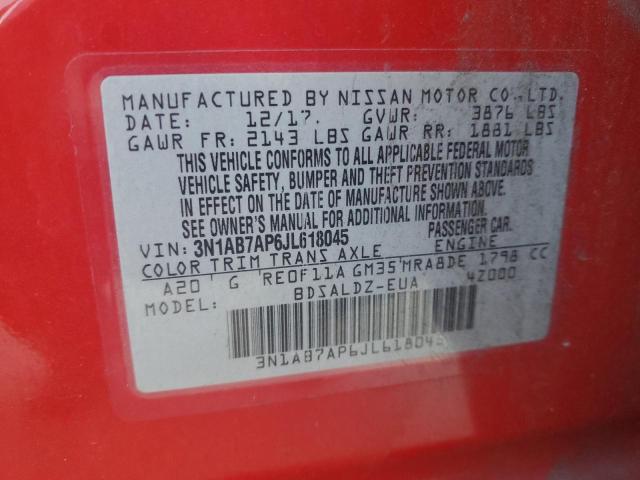 MANUFACTURED BY NISSAN MOTOR CO.,LTD.
DATE: 12/17. GVWR: 3876 LBS
GAWR FR: 2143 LBS GAWR RR: 1881 LBS
THIS VEHICLE CONFORMS TO ALL APPLICABLE FEDERAL MOTOR
VEHICLE SAFETY, BUMPER AND THEFT PREVENTION STANDARDS
IN EFFECT ON THE DATE OF MANUFACTURE SHOWN ABOVE.
SEE OWNER'S MANUAL FOR ADDITIONAL INFORMATION.
VIN: 3N1AB7AP6JL618045 PASSENGER CAR.
COLOR TRIM TRANS AXLE ENGINE
A20 G RE0F11A GM35 MRA8DE 1798 CC
MODEL: BDSALDZ-EUA 42000
3N1AB7AP6JL618045